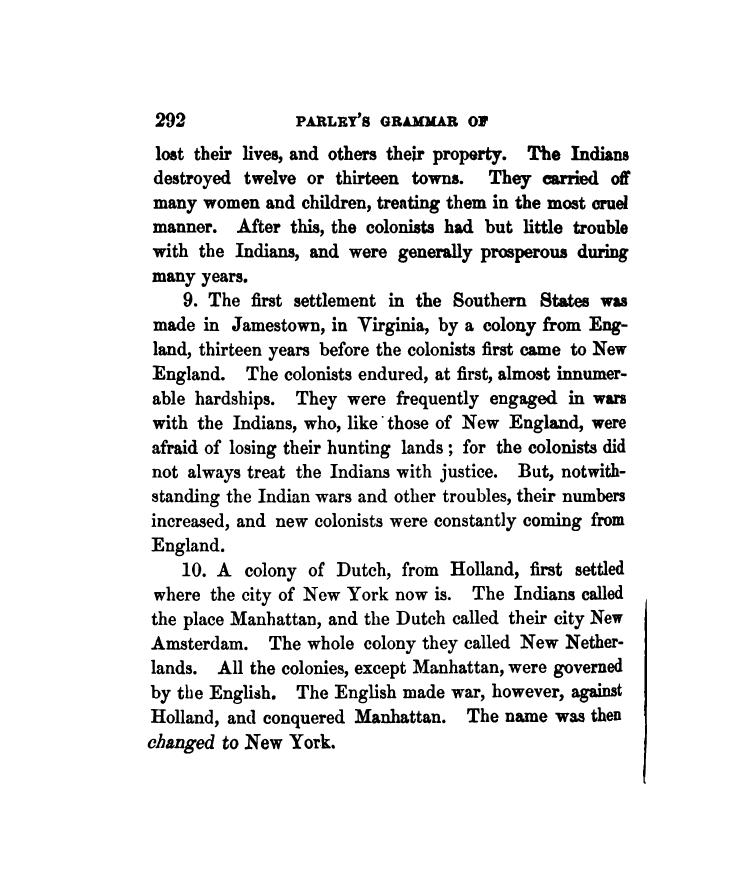 292 PARLEY'S GRAMMAR OF
lost their lives, and others their property. The Indians
destroyed twelve or thirteen towns. They carried off
many women and children, treating them in the most cruel
manner. After this, the colonists had but little trouble
with the Indians, and were generally prosperous during
many years.
9. The first settlement in the Southern States was
made in Jamestown, in Virginia, by a colony from Eng-
land, thirteen years before the colonists first came to New
England. The colonists endured, at first, almost innumer-
able hardships. They were frequently engaged in wars
with the Indians, who, like those of New England, were
afraid of losing their hunting lands; for the colonists did
not always treat the Indians with justice. But, notwith-
standing the Indian wars and other troubles, their numbers
increased, and new colonists were constantly coming from
England.
10. A colony of Dutch, from Holland, first settled
where the city of New York now is. The Indians called
the place Manhattan, and the Dutch called their city New
Amsterdam. The whole colony they called New Nether-
lands. All the colonies, except Manhattan, were governed
by the English. The English made war, however, against
Holland, and conquered Manhattan. The name was then
changed to New York.